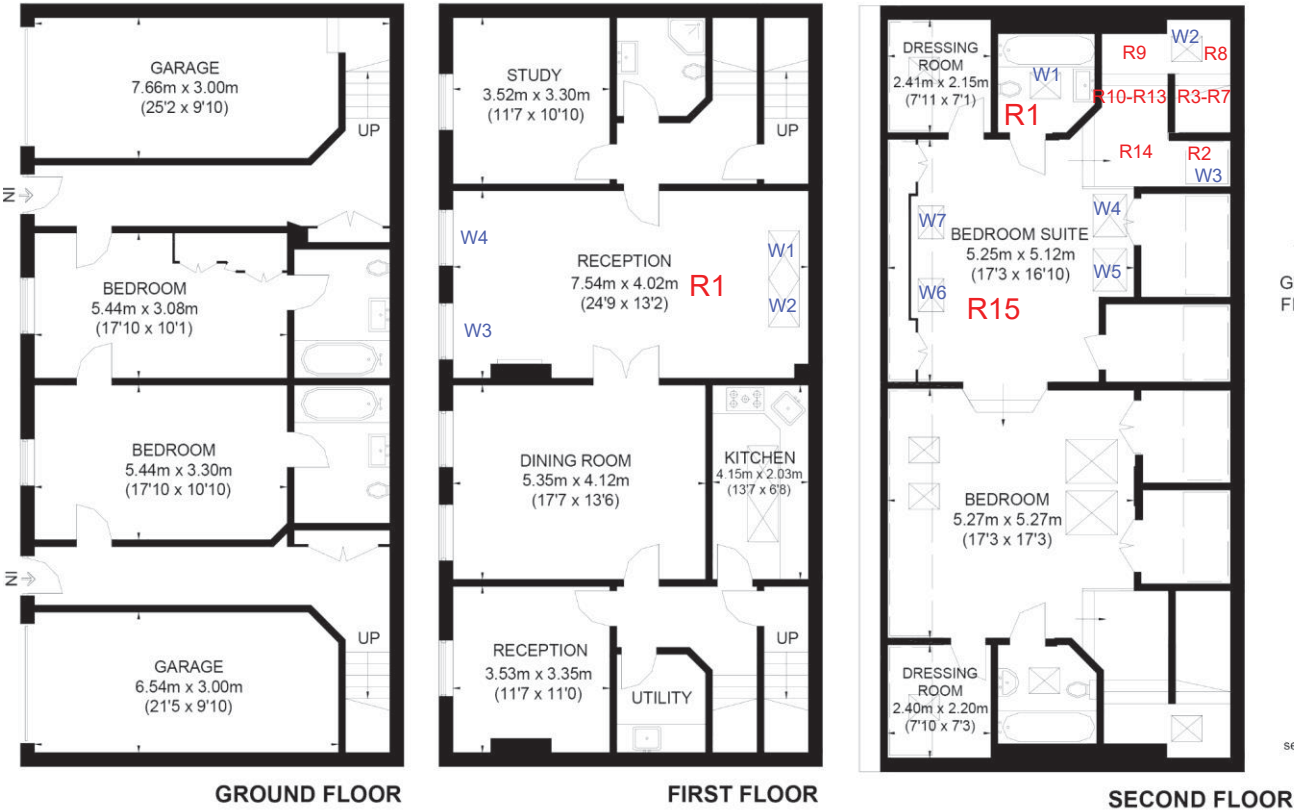 GARAGE
7.66m x 3.00m
(25'2 x 9'10)
UP
IN
BEDROOM
5.44m x 3.08m
(17'10 x 10'1)
BEDROOM
5.44m x 3.30m
(17'10 x 10'10)
IN
GARAGE
6.54m x 3.00m
(21'5 x 9'10)
UP
GROUND FLOOR
STUDY
3.52m x 3.30m
(11'7 x 10'10)
UP
W4
RECEPTION
7.54m x 4.02m
(24'9 x 13'2)
R1
W1
W2
W3
DINING ROOM
5.35m x 4.12m
(17'7 x 13'6)
KITCHEN
4.15m x 2.03m
(13'7 x 6'8)
RECEPTION
3.53m x 3.35m
(11'7 x 11'0)
UTILITY
UP
FIRST FLOOR
DRESSING
ROOM
2.41m x 2.15m
(7'11 x 7'1)
W1
R1
R9
W2
R8
R10-R13
R3-R7
R14
R2
W3
W4
W7
BEDROOM SUITE
5.25m x 5.12m
(17'3 x 16'10)
W5
W6
R15
BEDROOM
5.27m x 5.27m
(17'3 x 17'3)
DRESSING
ROOM
2.40m x 2.20m
(7'10 x 7'3)
SECOND FLOOR